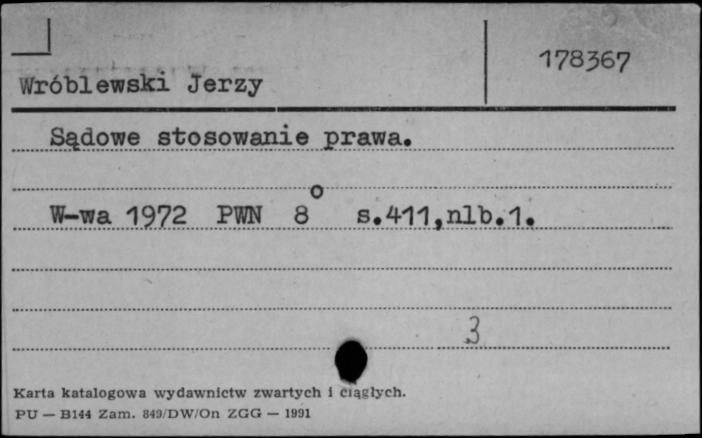 178367
Wróblewski Jerzy
Sądowe stosowanie prawa.
W-wa 1972 PWN 8° s.411,nlb.1.
3
Karta katalogowa wydawnictw zwartych i ciągłych.
PU — B144 Zam. 849/DW/On ZGG — 1991